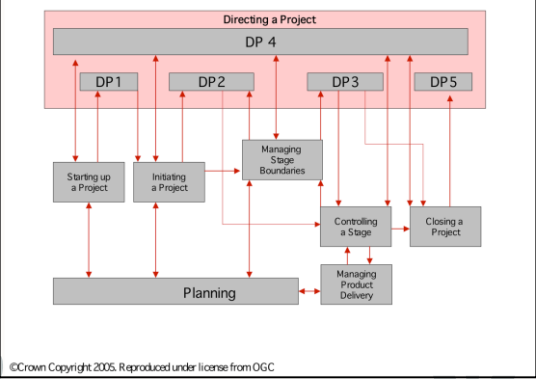 Directing a Project
DP 4
DP1
DP2
DP3
DP5
Managing
Stage
Boundaries
Starting up
a Project
Initiating
a Project
Controlling
a Stage
Closing a
Project
Managing
Product
Delivery
Planning
©Crown Copyright 2005. Reproduced under license from OGC